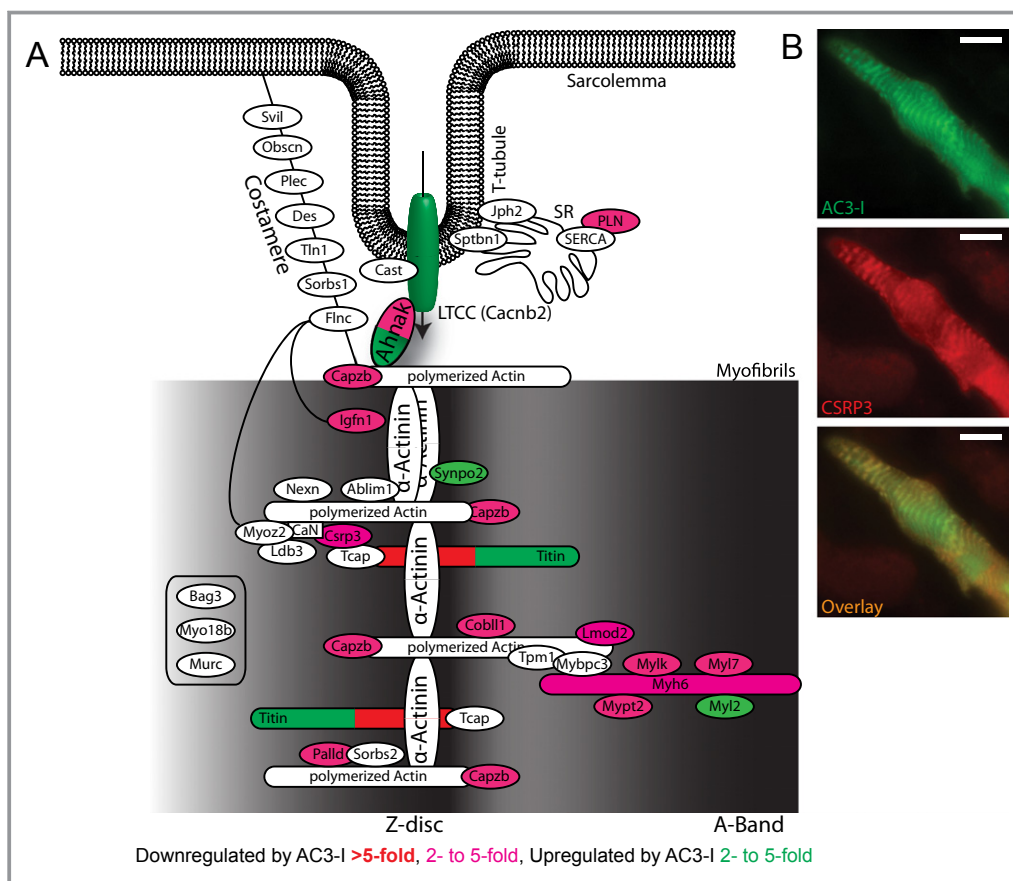 A
B
Sarcolemma
Svil
Obscn
Plec
Des
Tln1
Sorbs1
Flnc
Costamere
T-tubule
Jph2
SR
PLN
Sptbn1
SERCA
Cast
LTCC (Cacnb2)
Ahnak
Capzb
polymerized Actin
Myofibrils
Igfn1
α-Actinin
α-Actinin
Synpo2
Nexn
Ablim1
polymerized Actin
Capzb
Myoz2
CaN
Csrp3
Ldb3
Tcap
Titin
α-Actinin
Bag3
Myo18b
Murc
Cobll1
Lmod2
Capzb
polymerized Actin
Tpm1
Mybpc3
Mylk
Myl7
Myh6
Mypt2
Myl2
α-Actinin
Titin
Tcap
Palld
Sorbs2
polymerized Actin
Capzb
Z-disc
A-Band
Downregulated by AC3-I >5-fold, 2- to 5-fold, Upregulated by AC3-I 2- to 5-fold
AC3-I
CSRP3
Overlay